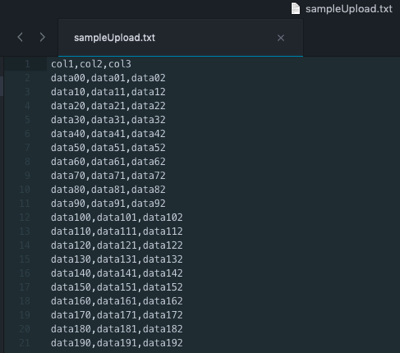 sampleUpload.txt
sampleUpload.txt ×
1 col1,col2,col3
2 data00,data01,data02
3 data10,data11,data12
4 data20,data21,data22
5 data30,data31,data32
6 data40,data41,data42
7 data50,data51,data52
8 data60,data61,data62
9 data70,data71,data72
10 data80,data81,data82
11 data90,data91,data92
12 data100,data101,data102
13 data110,data111,data112
14 data120,data121,data122
15 data130,data131,data132
16 data140,data141,data142
17 data150,data151,data152
18 data160,data161,data162
19 data170,data171,data172
20 data180,data181,data182
21 data190,data191,data192